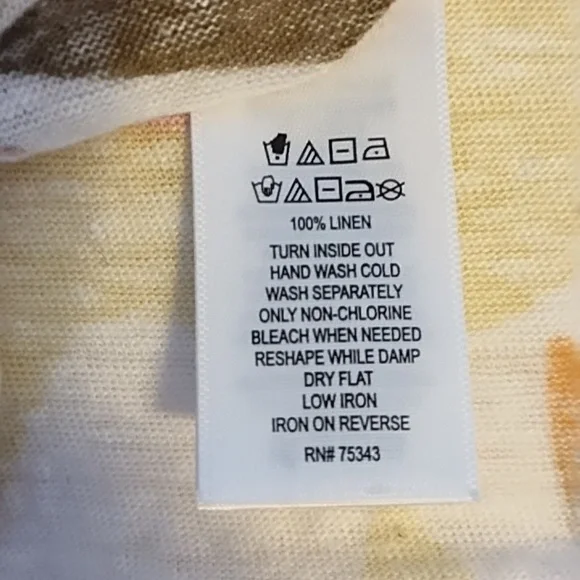 100% LINEN
TURN INSIDE OUT
HAND WASH COLD
WASH SEPARATELY
ONLY NON-CHLORINE
BLEACH WHEN NEEDED
RESHAPE WHILE DAMP
DRY FLAT
LOW IRON
IRON ON REVERSE
RN# 75343